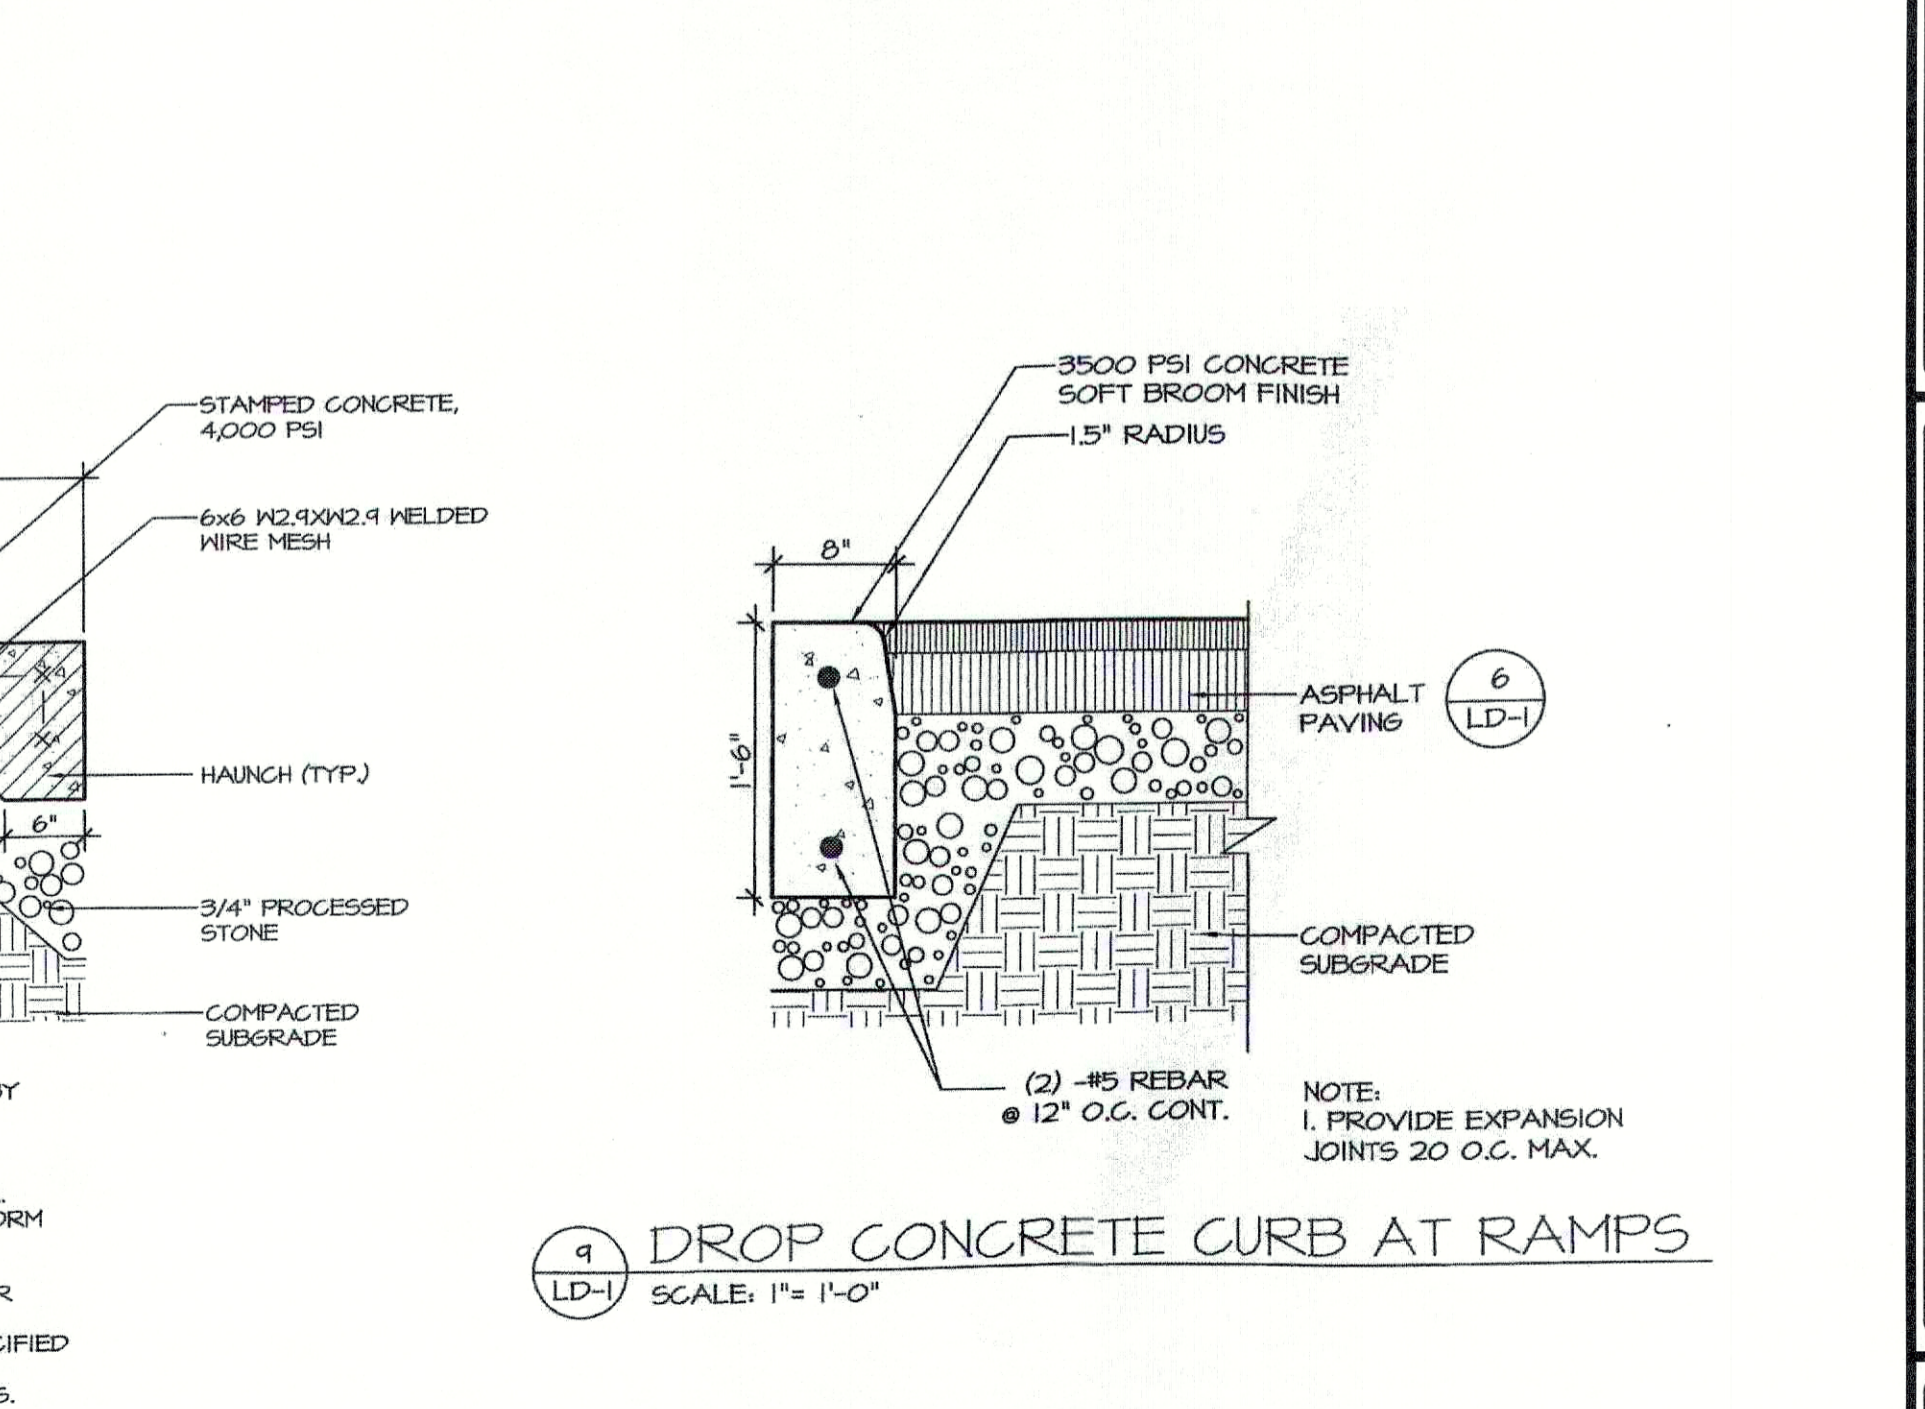 STAMPED CONCRETE,
4,000 PSI
6x6 W2.9XW2.9 WELDED
WIRE MESH
HAUNCH (TYP.)
6"
3/4" PROCESSED
STONE
COMPACTED
SUBGRADE
3500 PSI CONCRETE
SOFT BROOM FINISH
1.5" RADIUS
8"
1'-6"
ASPHALT
PAVING
6
LD-1
COMPACTED
SUBGRADE
(2) -#5 REBAR
@ 12" O.C. CONT.
NOTE:
1. PROVIDE EXPANSION
JOINTS 20 O.C. MAX.
9
LD-1
DROP CONCRETE CURB AT RAMPS
SCALE: 1"= 1'-0"